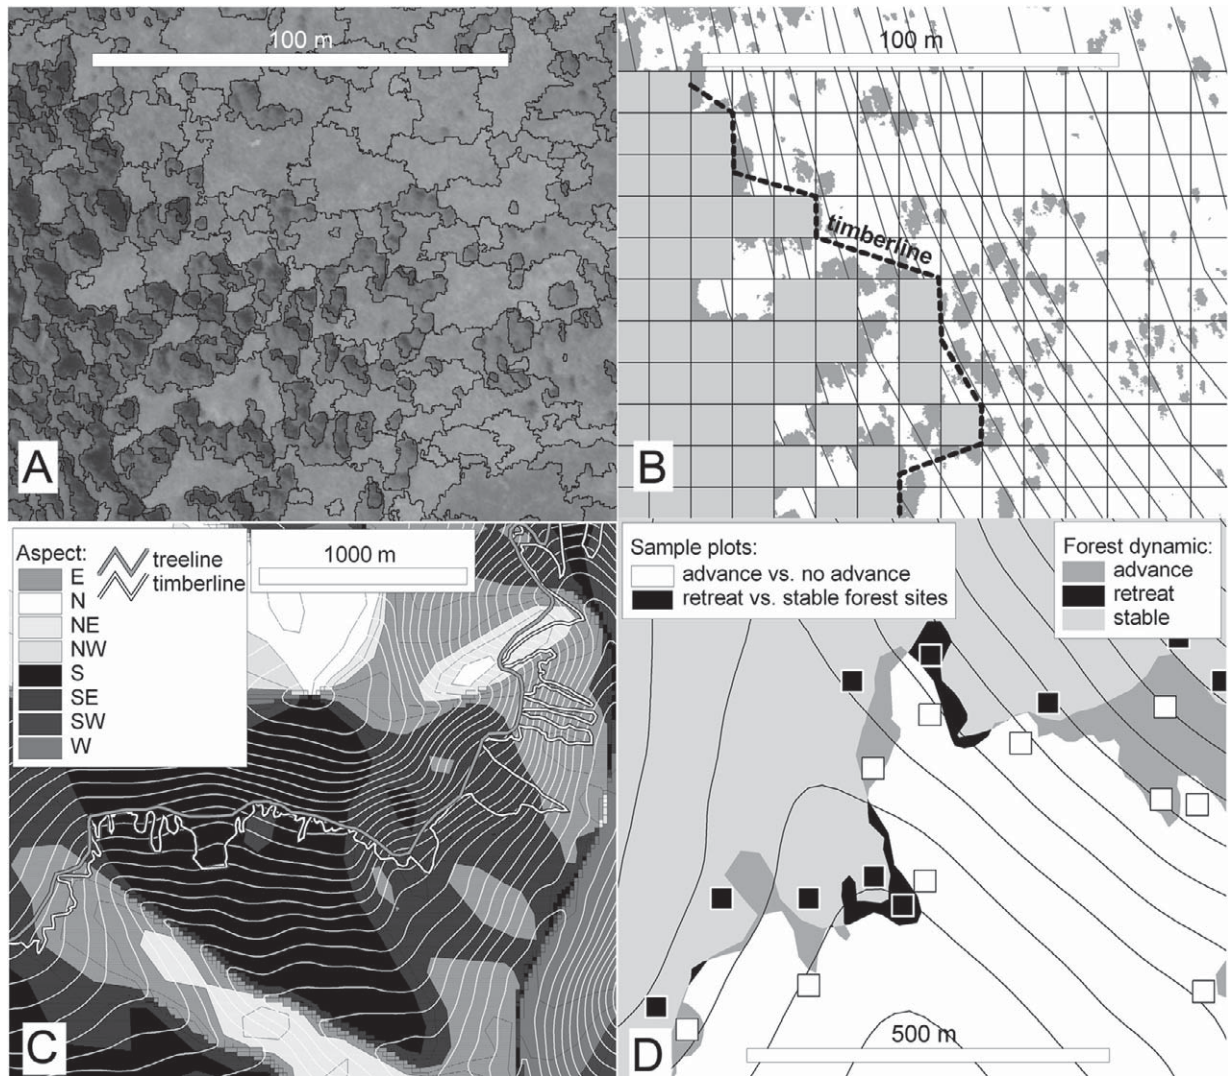 100 m
A
100 m
timberline
B
Aspect:
E
N
NE
NW
S
SE
SW
W
treeline
timberline
1000 m
C
Sample plots:
advance vs. no advance
retreat vs. stable forest sites
Forest dynamic:
advance
retreat
stable
500 m
D